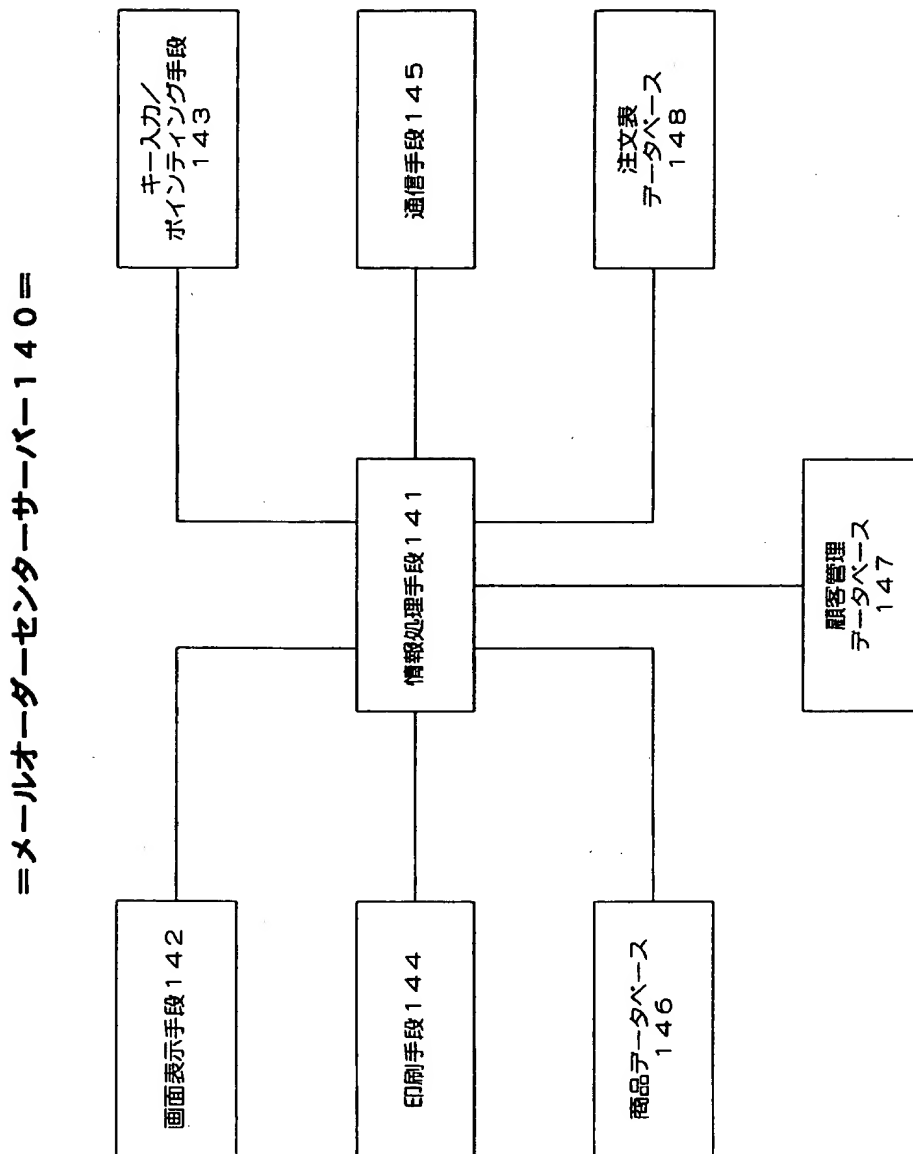 =メールオーダーセンターサーバー140=
画面表示手段142
キー入力／
ポインティング手段
143
印刷手段144
情報処理手段141
通信手段145
商品データベース
146
顧客管理
データベース
147
注文表
データベース
148